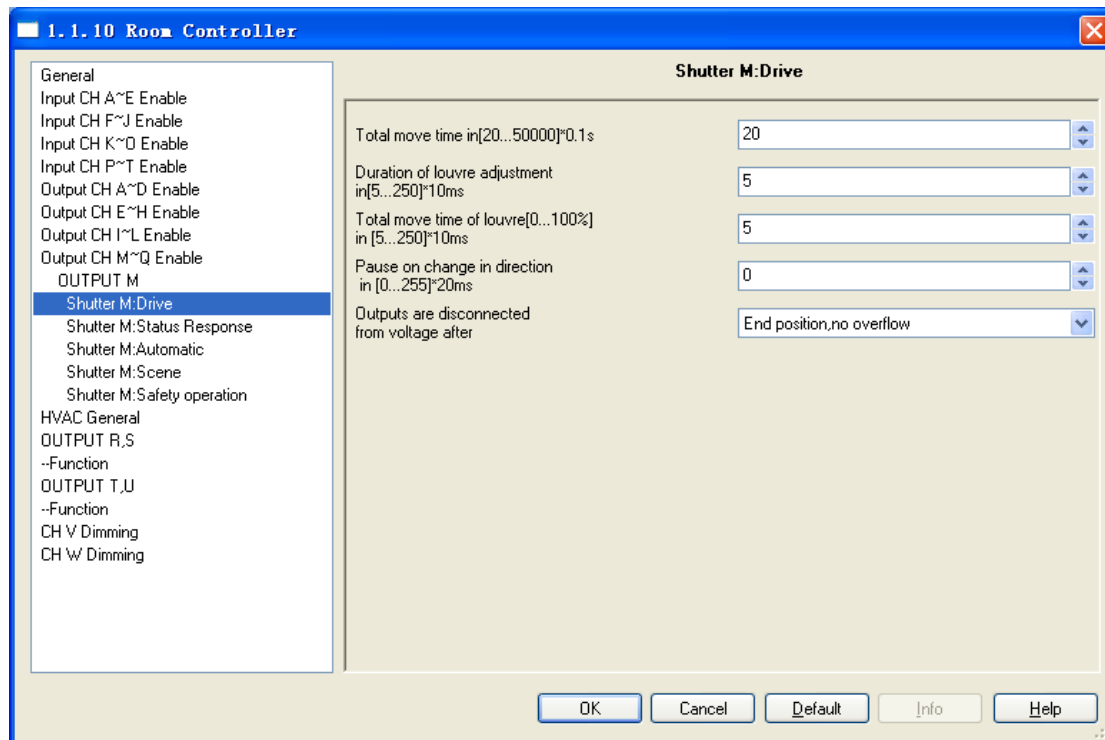 1.1.10 Room Controller
General
Input CH A~E Enable
Input CH F~J Enable
Input CH K~O Enable
Input CH P~T Enable
Output CH A~D Enable
Output CH E~H Enable
Output CH I~L Enable
Output CH M~Q Enable
OUTPUT M
Shutter M:Drive
Shutter M:Status Response
Shutter M:Automatic
Shutter M:Scene
Shutter M:Safety operation
HVAC General
OUTPUT R,S
--Function
OUTPUT T,U
--Function
CH V Dimming
CH W Dimming
Shutter M:Drive
Total move time in[20...50000]*0.1s
20
Duration of louvre adjustment
in[5...250]*10ms
5
Total move time of louvre[0...100%]
in [5...250]*10ms
5
Pause on change in direction
in [0...255]*20ms
0
Outputs are disconnected
from voltage after
End position,no overflow
OK
Cancel
Default
Info
Help